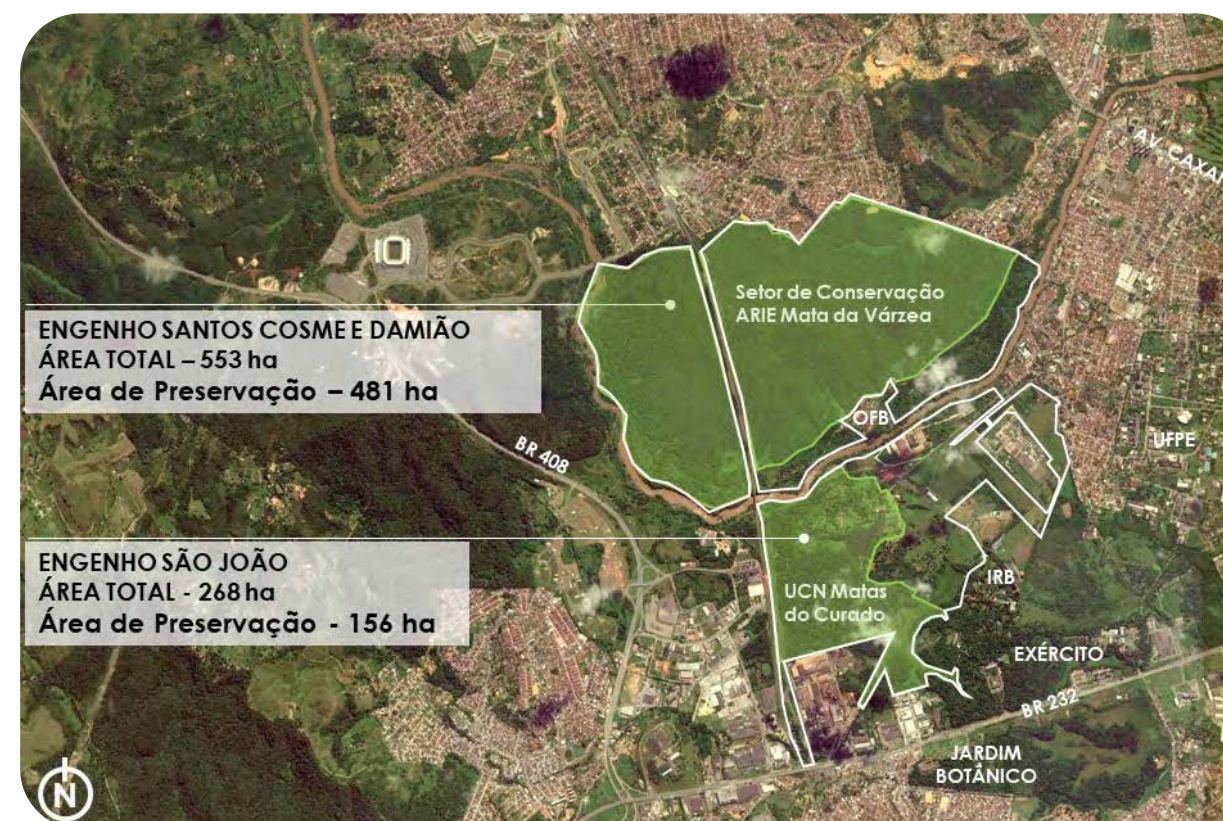 AV. CAXAN
Setor de Conservação
ARIE Mata da Várzea
ENGENHO SANTOS COSME E DAMIÃO
ÁREA TOTAL – 553 ha
Área de Preservação – 481 ha
OFB
UFPE
BR 408
ENGENHO SÃO JOÃO
ÁREA TOTAL - 268 ha
Área de Preservação - 156 ha
IRB
UCN Matas
do Curado
EXÉRCITO
BR 232
JARDIM
BOTÂNICO
N